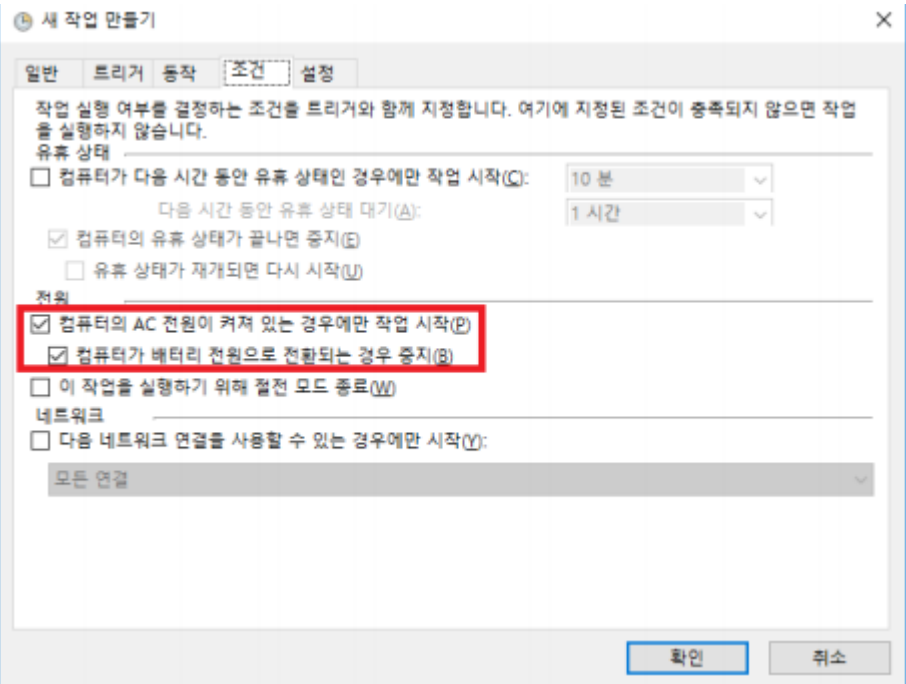 새 작업 만들기
일반 트리거 동작 조건 설정
작업 실행 여부를 결정하는 조건을 트리거와 함께 지정합니다. 여기에 지정된 조건이 충족되지 않으면 작업
을 실행하지 않습니다.
유휴 상태
컴퓨터가 다음 시간 동안 유휴 상태인 경우에만 작업 시작(C): 10 분
다음 시간 동안 유휴 상태 대기(A): 1 시간
컴퓨터의 유휴 상태가 끝나면 중지(E)
유휴 상태가 재개되면 다시 시작(U)
전원
컴퓨터의 AC 전원이 켜져 있는 경우에만 작업 시작(P)
컴퓨터가 배터리 전원으로 전환되는 경우 중지(B)
이 작업을 실행하기 위해 절전 모드 종료(W)
네트워크
다음 네트워크 연결을 사용할 수 있는 경우에만 시작(Y):
모든 연결
확인 취소